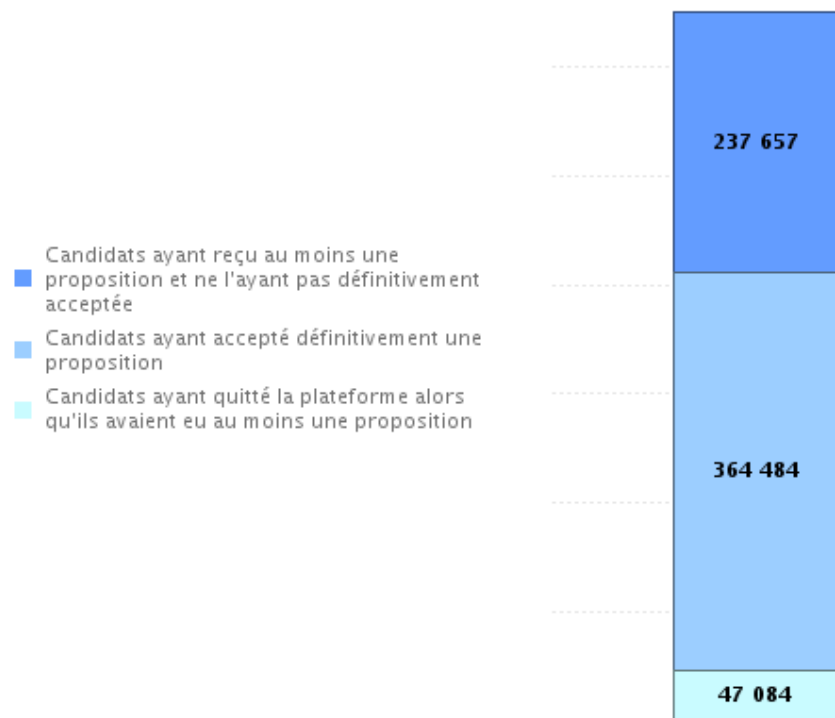 237 657
Candidats ayant reçu au moins une
proposition et ne l'ayant pas définitivement
acceptée
Candidats ayant accepté définitivement une
proposition
Candidats ayant quitté la plateforme alors
qu'ils avaient eu au moins une proposition
364 484
47 084